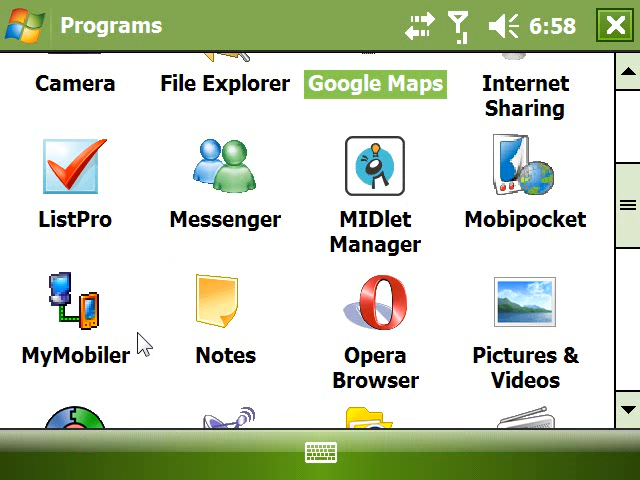 Programs 6:58
Camera File Explorer Google Maps Internet
Sharing
ListPro Messenger MIDlet Mobipocket
Manager
MyMobiler Notes Opera Pictures &
Browser Videos